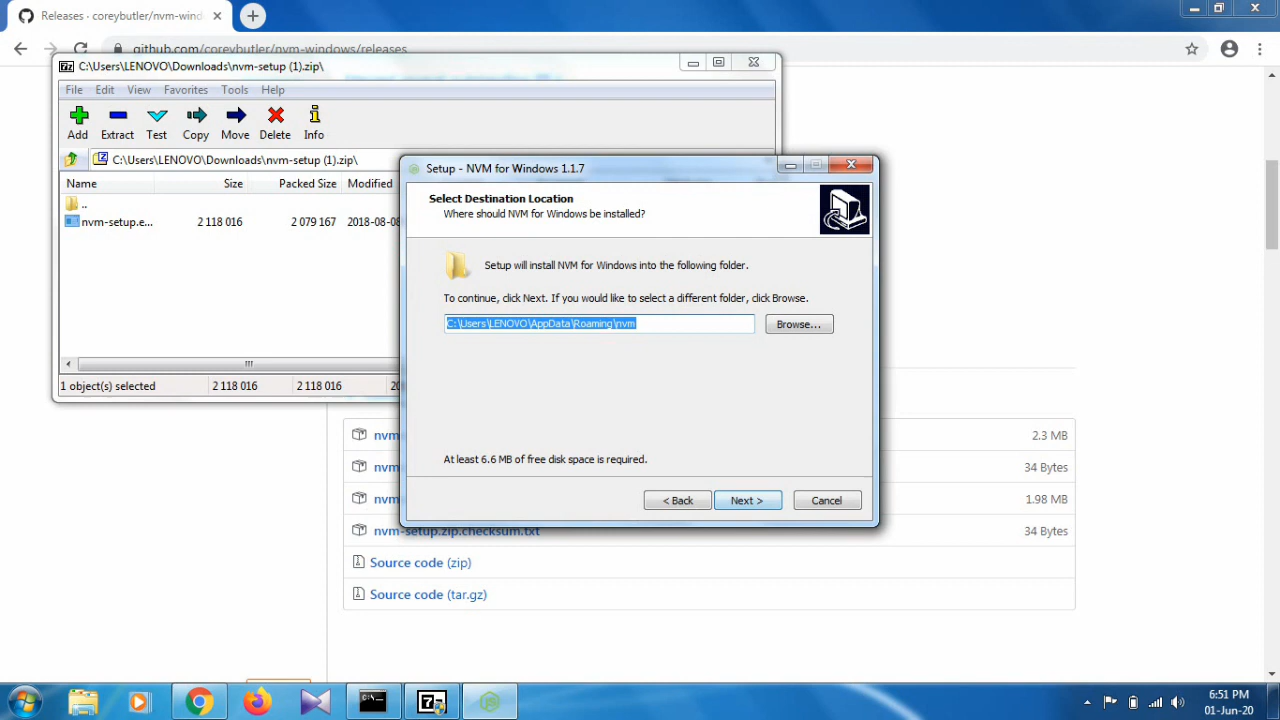 Releases · coreybutler/nvm-wind
github.com/coreybutler/nvm-windows/releases
C:\Users\LENOVO\Downloads\nvm-setup (1).zip\
File Edit View Favorites Tools Help
Add Extract Test Copy Move Delete Info
C:\Users\LENOVO\Downloads\nvm-setup (1).zip\
Name Size Packed Size Modified
..
nvm-setup.e... 2 118 016 2 079 167 2018-08-08
1 object(s) selected 2 118 016 2 118 016
Setup - NVM for Windows 1.1.7
Select Destination Location
Where should NVM for Windows be installed?
Setup will install NVM for Windows into the following folder.
To continue, click Next. If you would like to select a different folder, click Browse.
C:\Users\LENOVO\AppData\Roaming\nvm
Browse...
At least 6.6 MB of free disk space is required.
< Back Next > Cancel
nvm 2.3 MB
nvm 34 Bytes
nvm 1.98 MB
nvm-setup.zip.checksum.txt 34 Bytes
Source code (zip)
Source code (tar.gz)
6:51 PM
01-Jun-20